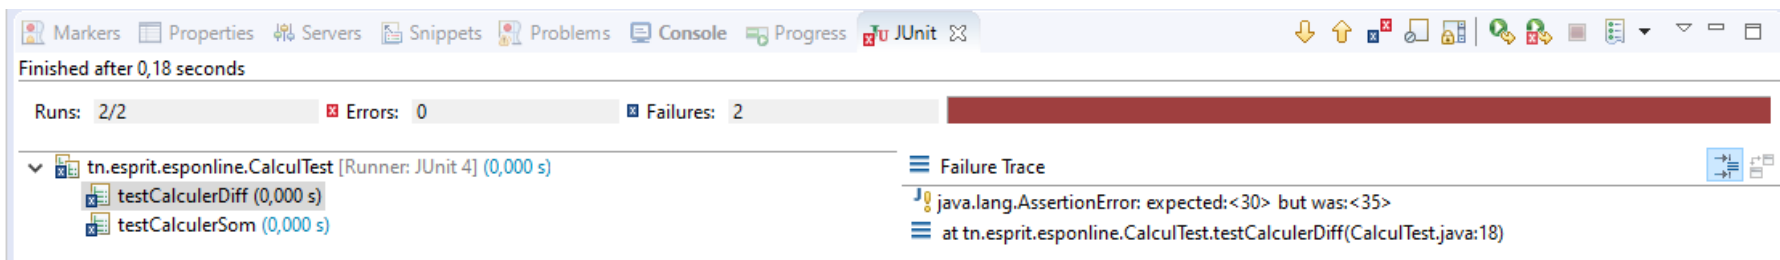 Markers Properties Servers Snippets Problems Console Progress JUnit
Finished after 0,18 seconds
Runs: 2/2 Errors: 0 Failures: 2
tn.esprit.esponline.CalculTest [Runner: JUnit 4] (0,000 s)
testCalculerDiff (0,000 s)
testCalculerSom (0,000 s)
Failure Trace
java.lang.AssertionError: expected:<30> but was:<35>
at tn.esprit.esponline.CalculTest.testCalculerDiff(CalculTest.java:18)